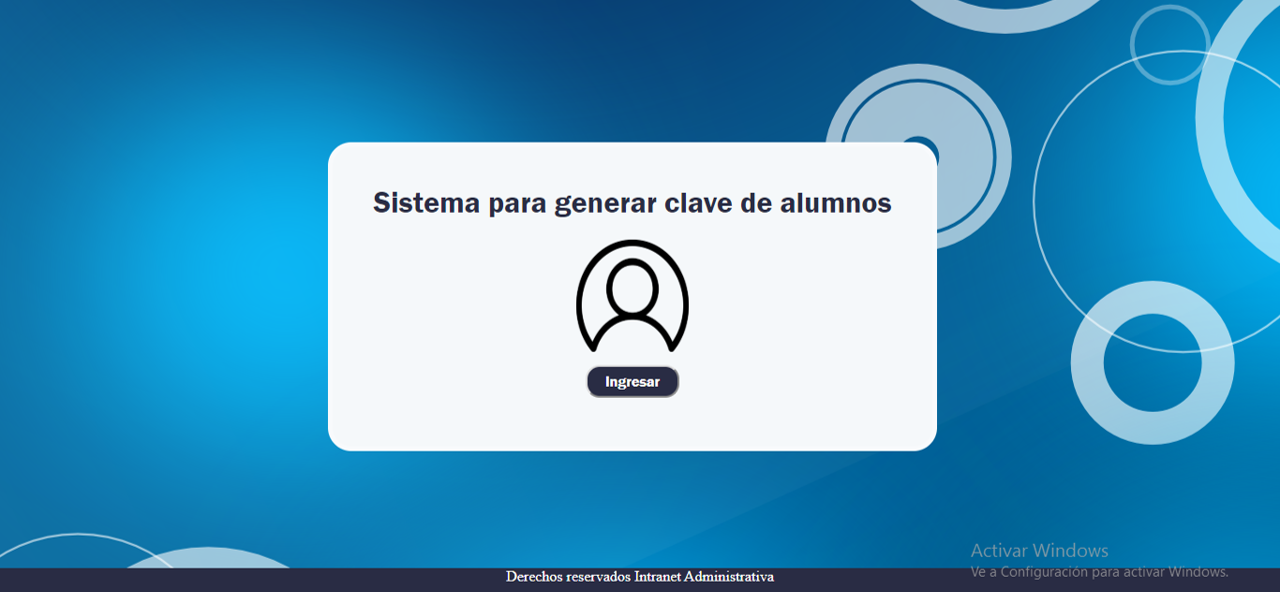 Sistema para generar clave de alumnos
Ingresar
Activar Windows
Ve a Configuración para activar Windows.
Derechos reservados Intranet Administrativa